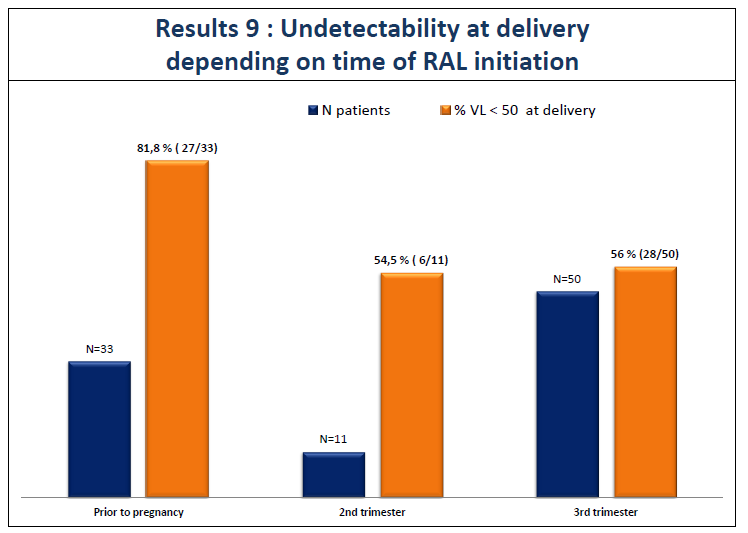 Results 9 : Undetectability at delivery
depending on time of RAL initiation
N patients
% VL < 50 at delivery
81,8 % ( 27/33)
54,5 % ( 6/11)
56 % (28/50)
N=50
N=33
N=11
Prior to pregnancy
2nd trimester
3rd trimester